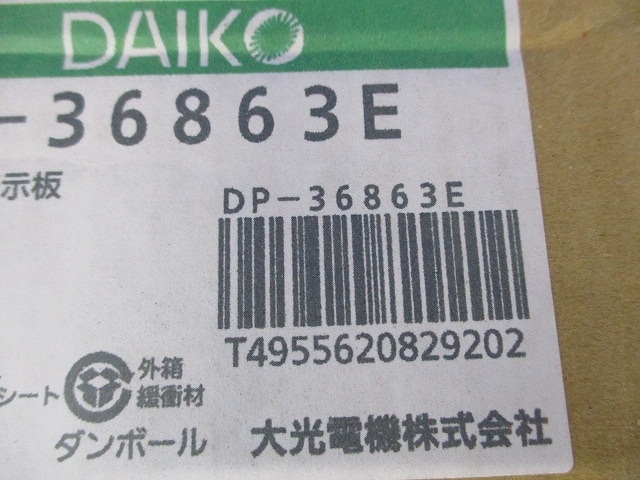 DAIKO
-36863E
示板
DP-36863E
T4955620829202
シート
外箱
緩衝材
ダンボール
大光電機株式会社